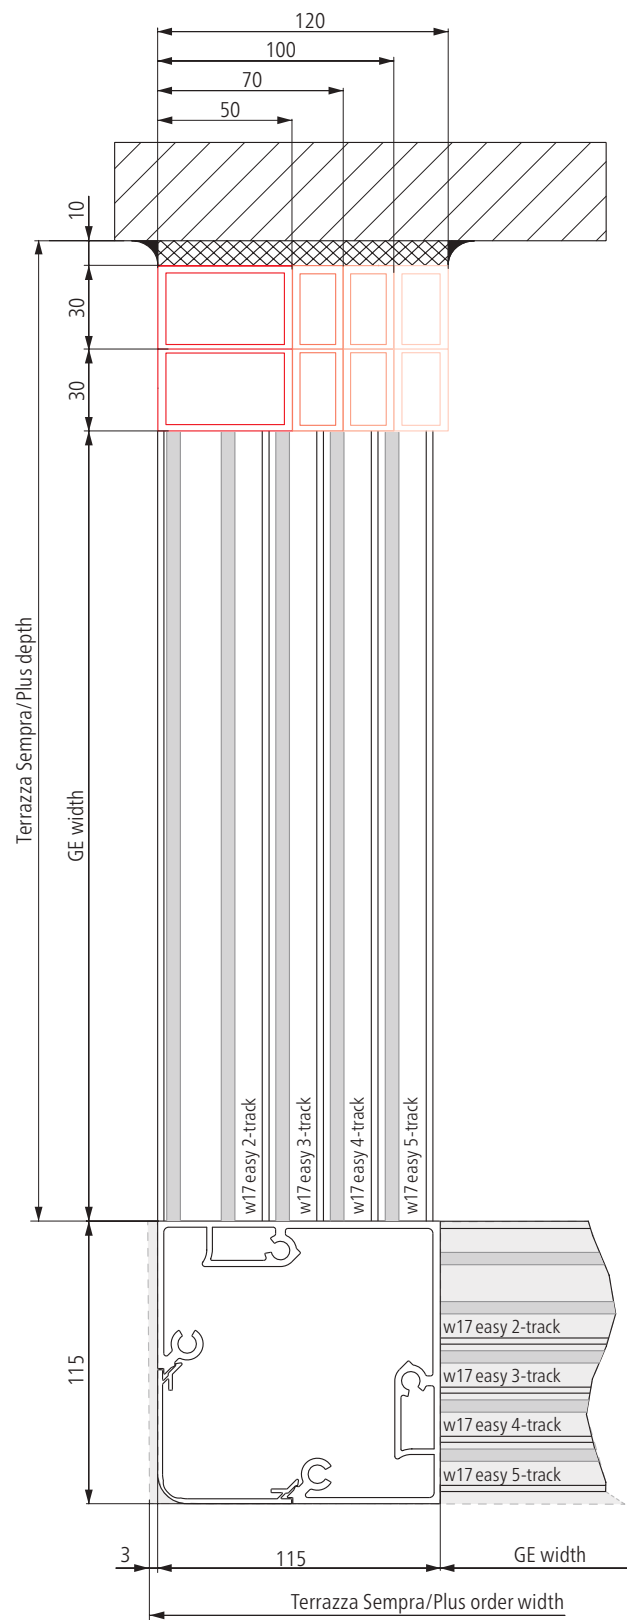 120
100
70
50
10
30
30
Terrazza Sempra/Plus depth
GE width
w17 easy 2-track
w17 easy 3-track
w17 easy 4-track
w17 easy 5-track
w17 easy 2-track
w17 easy 3-track
w17 easy 4-track
w17 easy 5-track
115
3
115
GE width
Terrazza Sempra/Plus order width